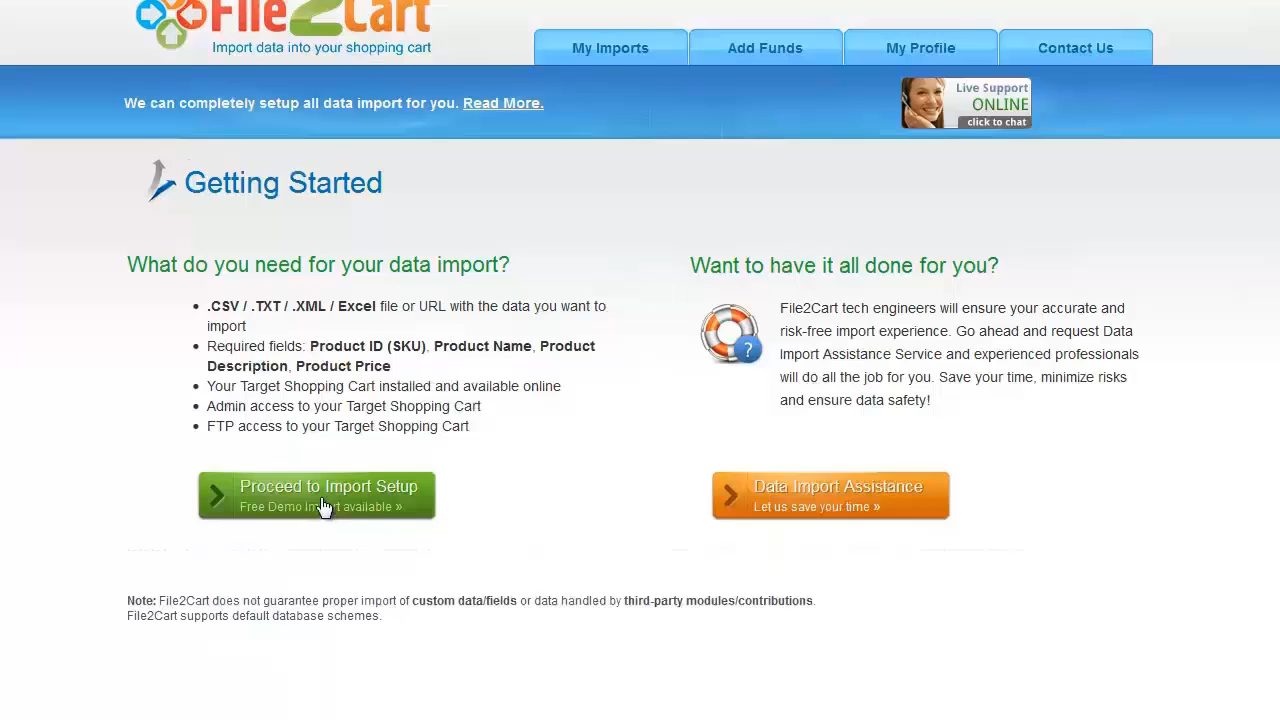 File2Cart
Import data into your shopping cart
My Imports
Add Funds
My Profile
Contact Us
We can completely setup all data import for you. Read More.
Live Support
ONLINE
click to chat
Getting Started
What do you need for your data import?
• .CSV / .TXT / .XML / Excel file or URL with the data you want to
import
• Required fields: Product ID (SKU), Product Name, Product
Description, Product Price
• Your Target Shopping Cart installed and available online
• Admin access to your Target Shopping Cart
• FTP access to your Target Shopping Cart
Proceed to Import Setup
Free Demo Import available »
Want to have it all done for you?
File2Cart tech engineers will ensure your accurate and
risk-free import experience. Go ahead and request Data
Import Assistance Service and experienced professionals
will do all the job for you. Save your time, minimize risks
and ensure data safety!
Data Import Assistance
Let us save your time »
Note: File2Cart does not guarantee proper import of custom data/fields or data handled by third-party modules/contributions.
File2Cart supports default database schemes.